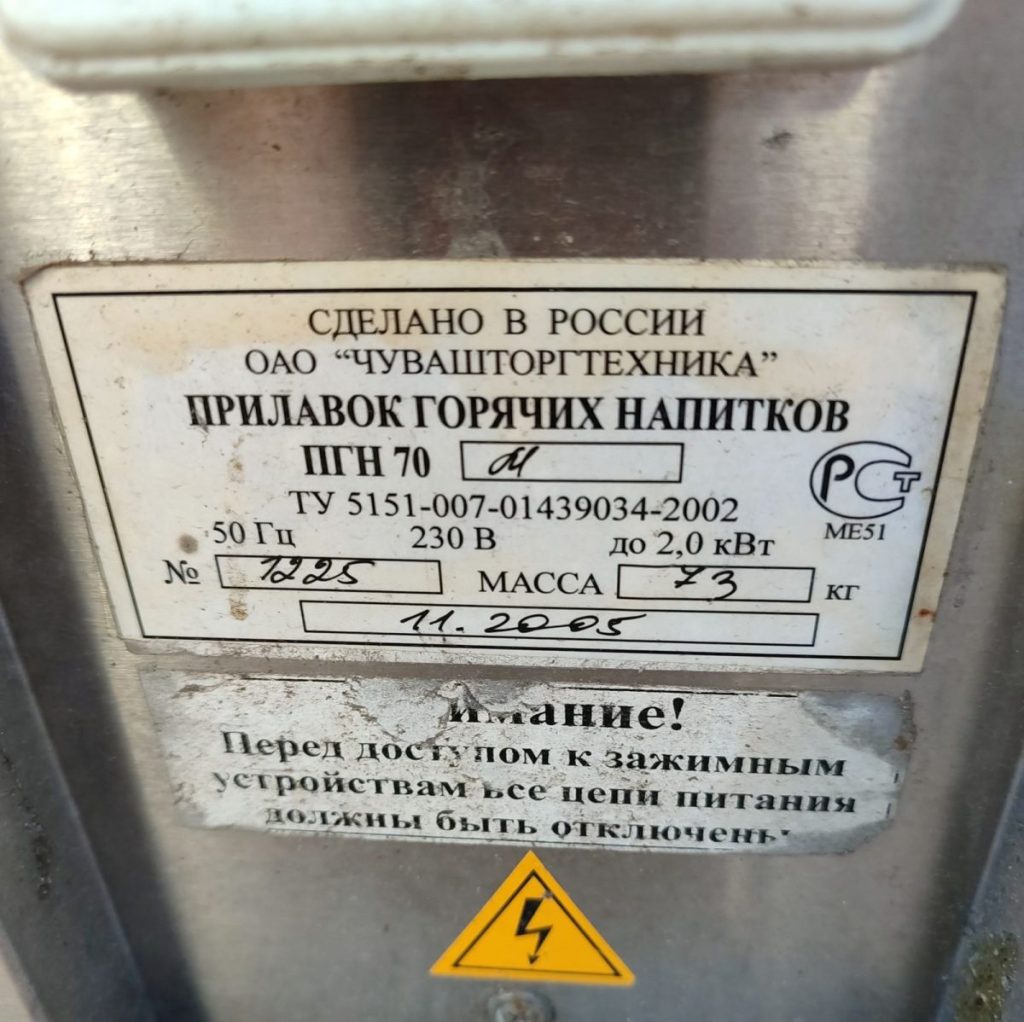 СДЕЛАНО В РОССИИ
ОАО "ЧУВАШТОРГТЕХНИКА"
ПРИЛАВОК ГОРЯЧИХ НАПИТКОВ
ПГН 70 М
РСТ
ТУ 5151-007-01439034-2002
МЕ51
50 Гц 230 В до 2,0 кВт
№ 1225 МАССА 73 кг
11.2005
имание!
Перед доступом к зажимным
устройствам все цепи питания
должны быть отключены